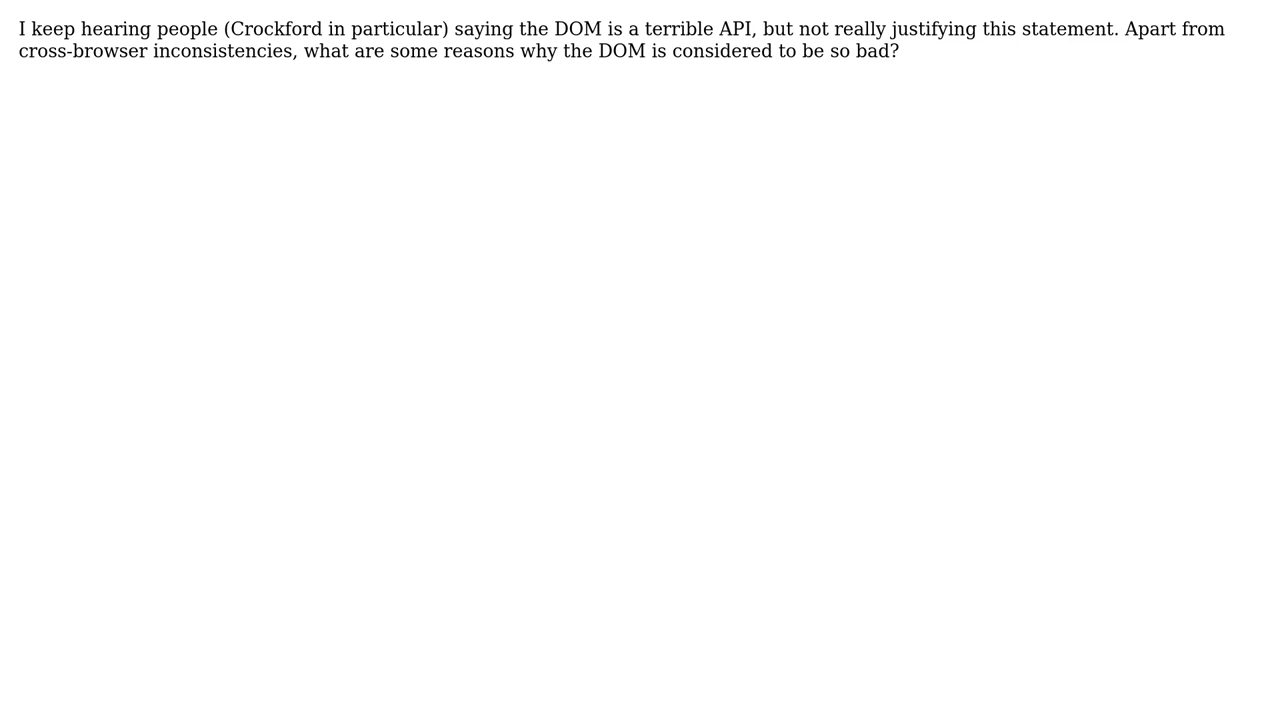 I keep hearing people (Crockford in particular) saying the DOM is a terrible API, but not really justifying this statement. Apart from
cross-browser inconsistencies, what are some reasons why the DOM is considered to be so bad?